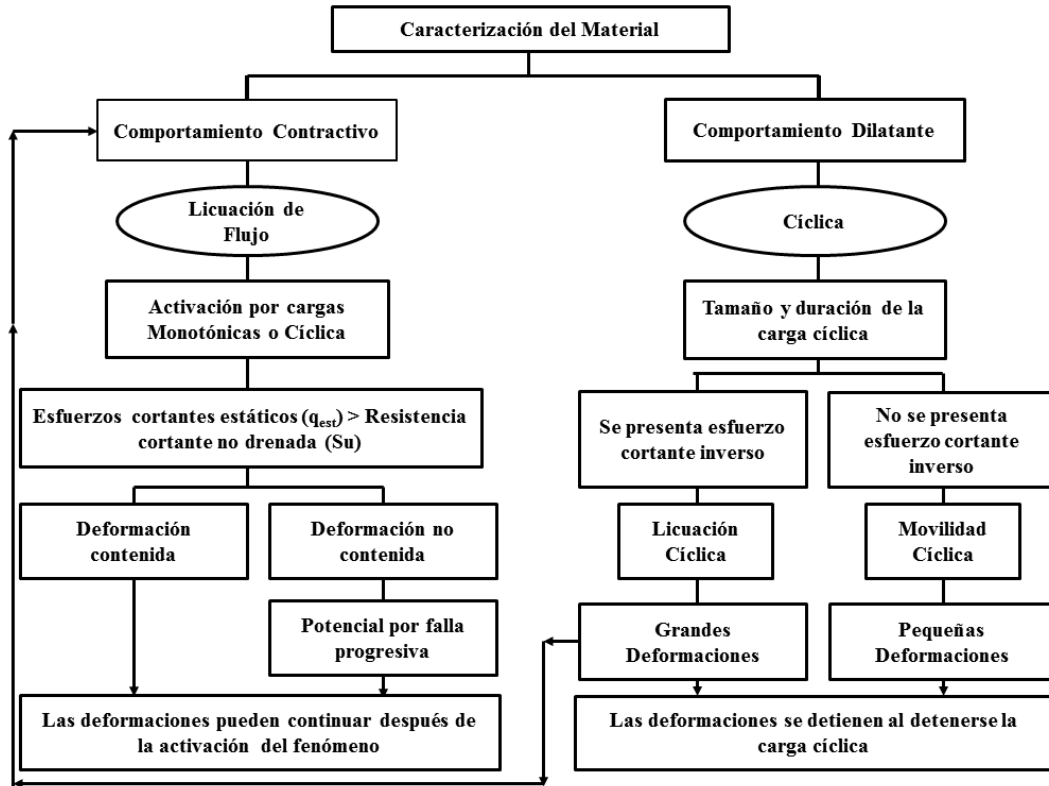 Caracterización del Material
Comportamiento Contractivo
Comportamiento Dilatante
Licuación de
Flujo
Cíclica
Activación por cargas
Monotónicas o Cíclica
Tamaño y duración de la
carga cíclica
Esfuerzos cortantes estáticos (qest) > Resistencia
cortante no drenada (Su)
Se presenta esfuerzo
cortante inverso
No se presenta
esfuerzo cortante
inverso
Deformación
contenida
Deformación no
contenida
Licuación
Cíclica
Movilidad
Cíclica
Potencial por falla
progresiva
Grandes
Deformaciones
Pequeñas
Deformaciones
Las deformaciones pueden continuar después de
la activación del fenómeno
Las deformaciones se detienen al detenerse la
carga cíclica